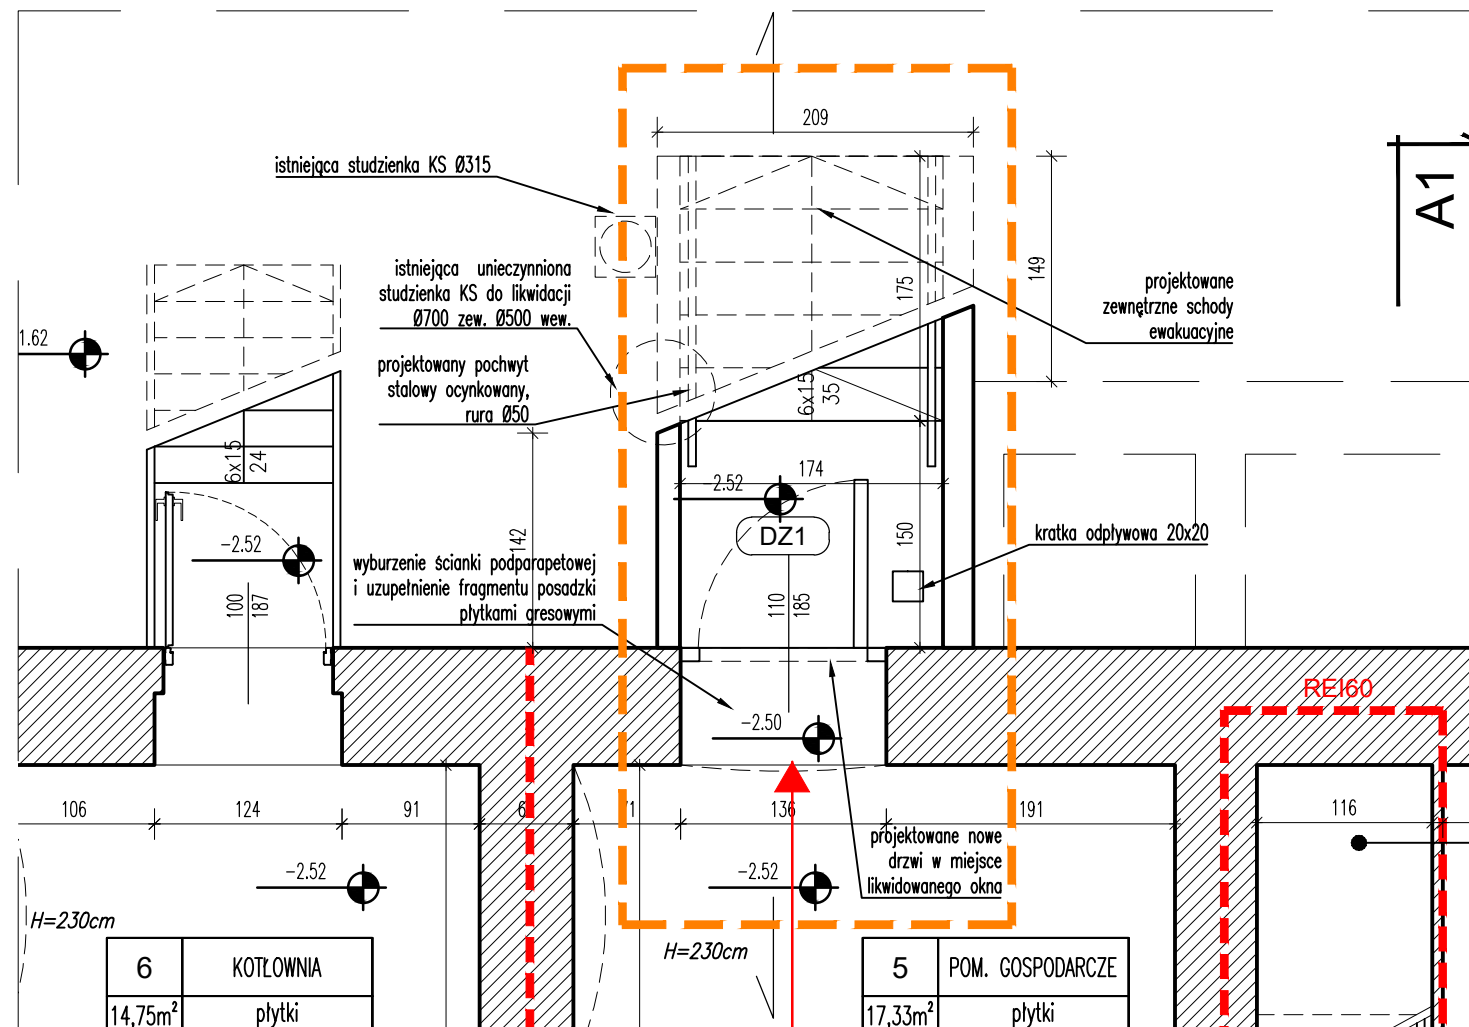 209
istniejąca studzienka KS Ø315
A1
istniejąca unieczynniona
studzienka KS do likwidacji
Ø700 zew. Ø500 wew.
175
149
projektowane
zewnętrzne schody
ewakuacyjne
1.62
projektowany pochwyt
stalowy ocynkowany,
rura Ø50
6x15
35
6x15
24
174
-2.52
DZ1
142
150
kratka odpływowa 20x20
-2.52
wyburzenie ścianki podparapetowej
i uzupełnienie fragmentu posadzki
płytkami gresowymi
100
187
110
185
REI60
-2.50
106
124
91
71
136
191
116
projektowane nowe
drzwi w miejsce
likwidowanego okna
-2.52
-2.52
H=230cm
H=230cm
6 KOTŁOWNIA
14,75m² płytki
5 POM. GOSPODARCZE
17,33m² płytki